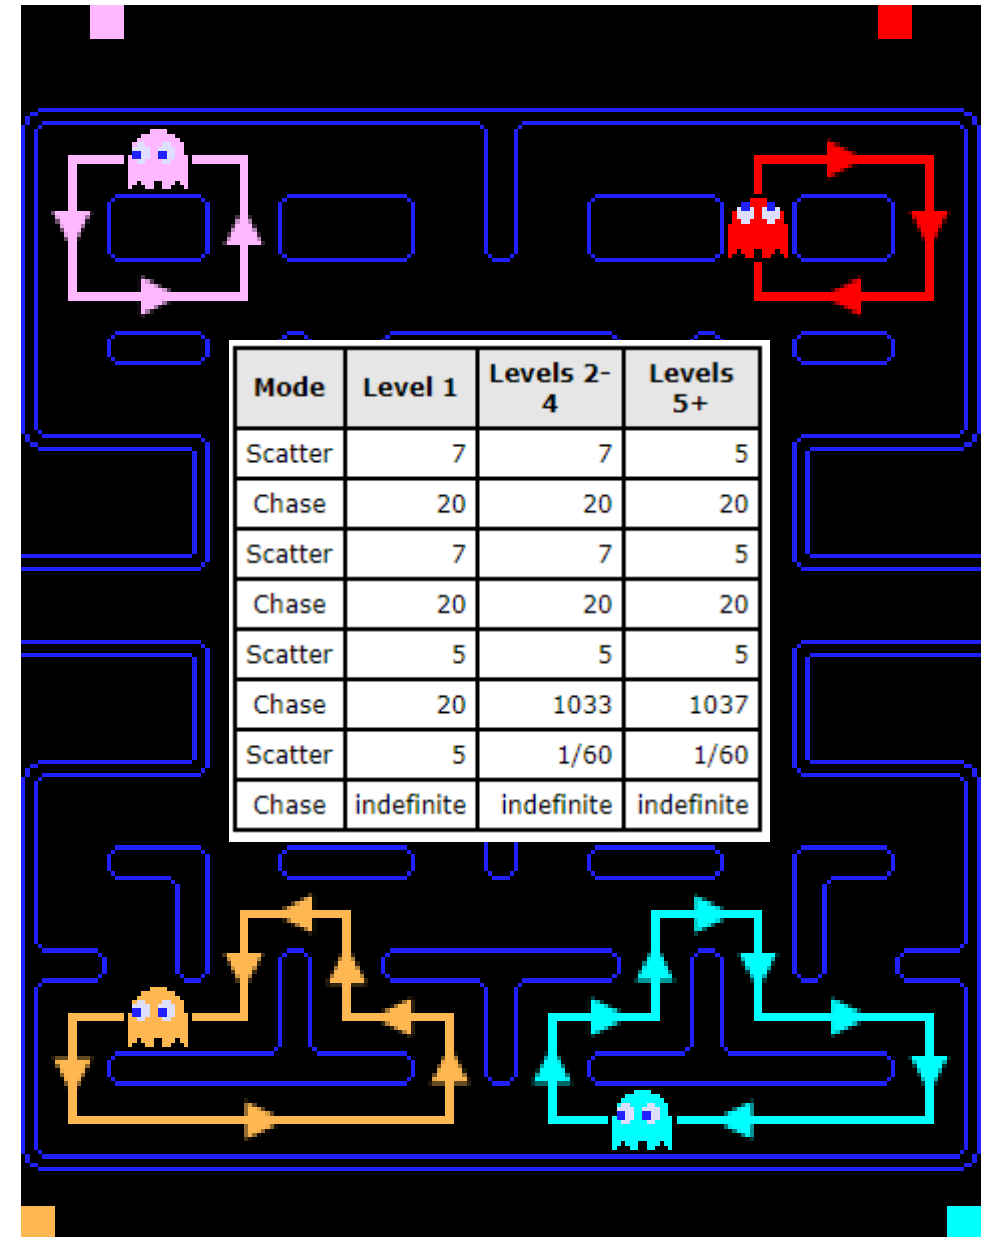 Mode Level 1 Levels 2-4 Levels 5+
Scatter 7 7 5
Chase 20 20 20
Scatter 7 7 5
Chase 20 20 20
Scatter 5 5 5
Chase 20 1033 1037
Scatter 5 1/60 1/60
Chase indefinite indefinite indefinite